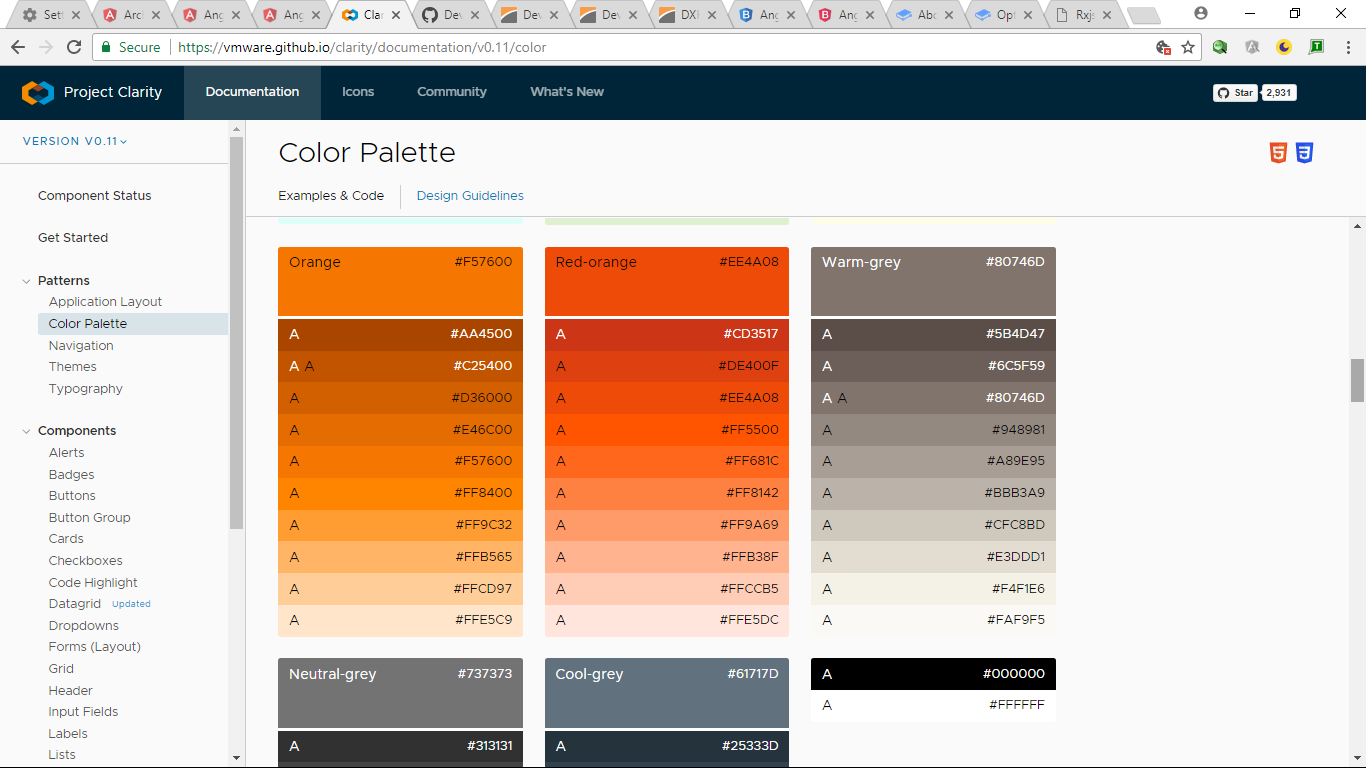 Sett
Arc
Ang
Ang
Clar
Dev
Dev
Dev
DXH
Ang
Ang
Abo
Opt
Rxjs
Secure https://vmware.github.io/clarity/documentation/v0.11/color
Project Clarity Documentation Icons Community What's New Star 2,931
VERSION V0.11
Component Status
Get Started
Patterns
Application Layout
Color Palette
Navigation
Themes
Typography
Components
Alerts
Badges
Buttons
Button Group
Cards
Checkboxes
Code Highlight
Datagrid Updated
Dropdowns
Forms (Layout)
Grid
Header
Input Fields
Labels
Lists
Color Palette
Examples & Code Design Guidelines
Orange #F57600
A #AA4500
A A #C25400
A #D36000
A #E46C00
A #F57600
A #FF8400
A #FF9C32
A #FFB565
A #FFCD97
A #FFE5C9
Red-orange #EE4A08
A #CD3517
A #DE400F
A #EE4A08
A #FF5500
A #FF681C
A #FF8142
A #FF9A69
A #FFB38F
A #FFCCB5
A #FFE5DC
Warm-grey #80746D
A #5B4D47
A #6C5F59
A A #80746D
A #948981
A #A89E95
A #BBB3A9
A #CFC8BD
A #E3DDD1
A #F4F1E6
A #FAF9F5
Neutral-grey #737373
A #313131
Cool-grey #61717D
A #25333D
A #000000
A #FFFFFF